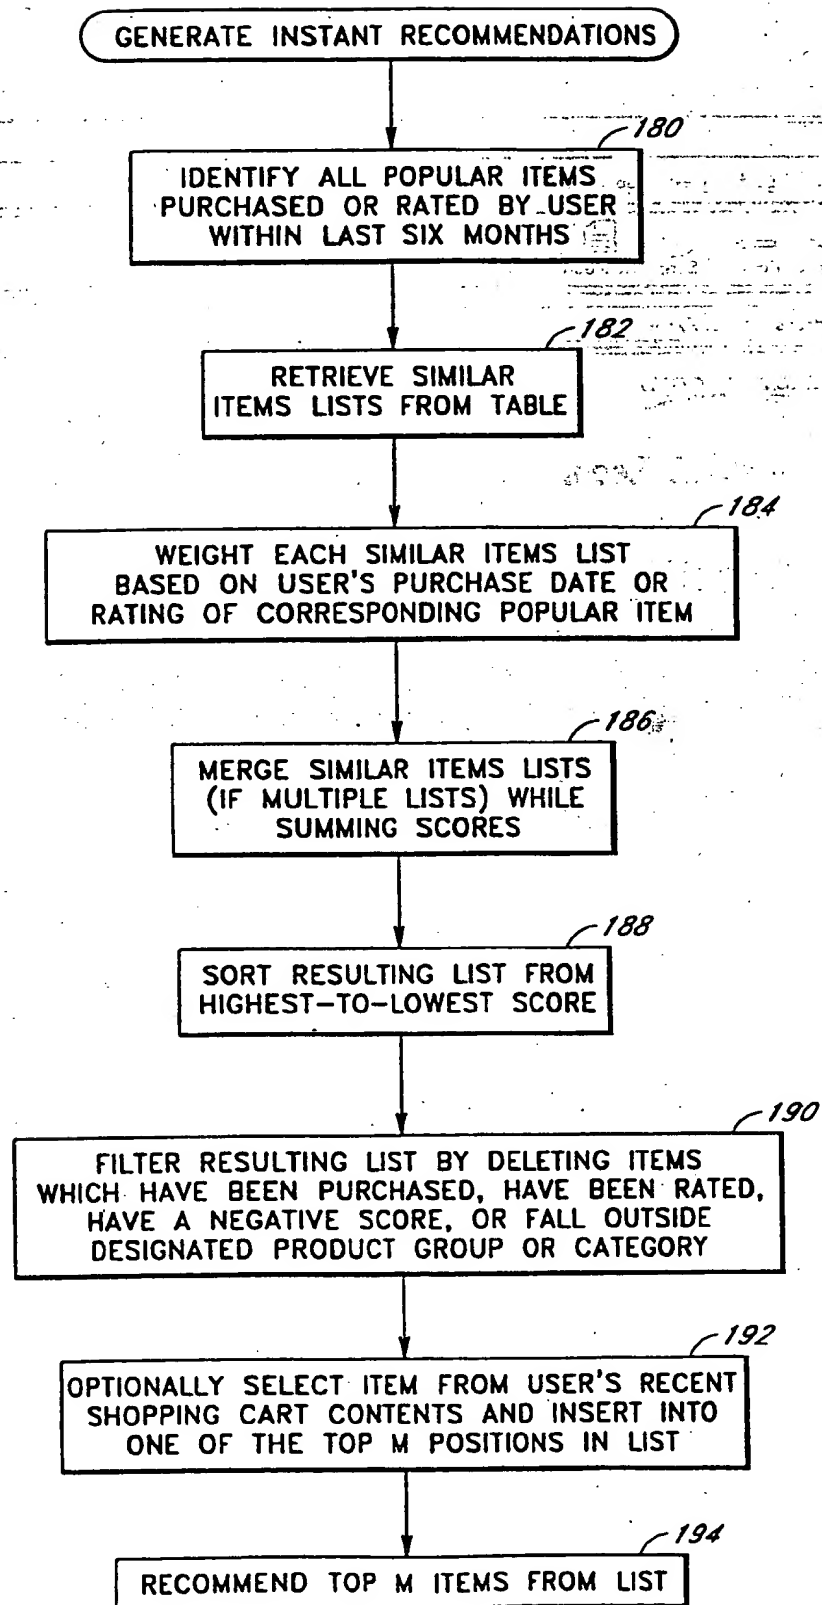 GENERATE INSTANT RECOMMENDATIONS
180
IDENTIFY ALL POPULAR ITEMS
PURCHASED OR RATED BY USER
WITHIN LAST SIX MONTHS
182
RETRIEVE SIMILAR
ITEMS LISTS FROM TABLE
184
WEIGHT EACH SIMILAR ITEMS LIST
BASED ON USER'S PURCHASE DATE OR
RATING OF CORRESPONDING POPULAR ITEM
186
MERGE SIMILAR ITEMS LISTS
(IF MULTIPLE LISTS) WHILE
SUMMING SCORES
188
SORT RESULTING LIST FROM
HIGHEST-TO-LOWEST SCORE
190
FILTER RESULTING LIST BY DELETING ITEMS
WHICH HAVE BEEN PURCHASED, HAVE BEEN RATED,
HAVE A NEGATIVE SCORE, OR FALL OUTSIDE
DESIGNATED PRODUCT GROUP OR CATEGORY
192
OPTIONALLY SELECT ITEM FROM USER'S RECENT
SHOPPING CART CONTENTS AND INSERT INTO
ONE OF THE TOP M POSITIONS IN LIST
194
RECOMMEND TOP M ITEMS FROM LIST